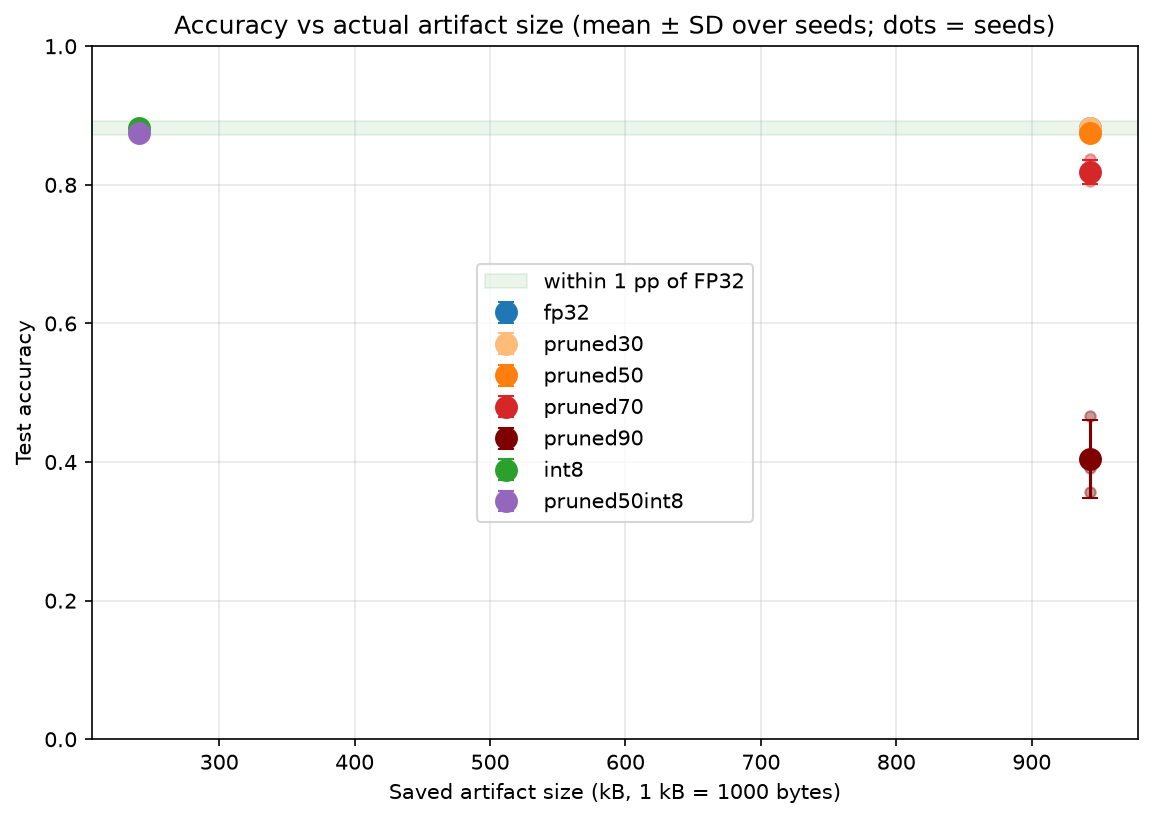 Accuracy vs actual artifact size (mean ± SD over seeds; dots = seeds)
1.0
0.8
0.6
0.4
0.2
0.0
Test accuracy
within 1 pp of FP32
fp32
pruned30
pruned50
pruned70
pruned90
int8
pruned50int8
300 400 500 600 700 800 900
Saved artifact size (kB, 1 kB = 1000 bytes)